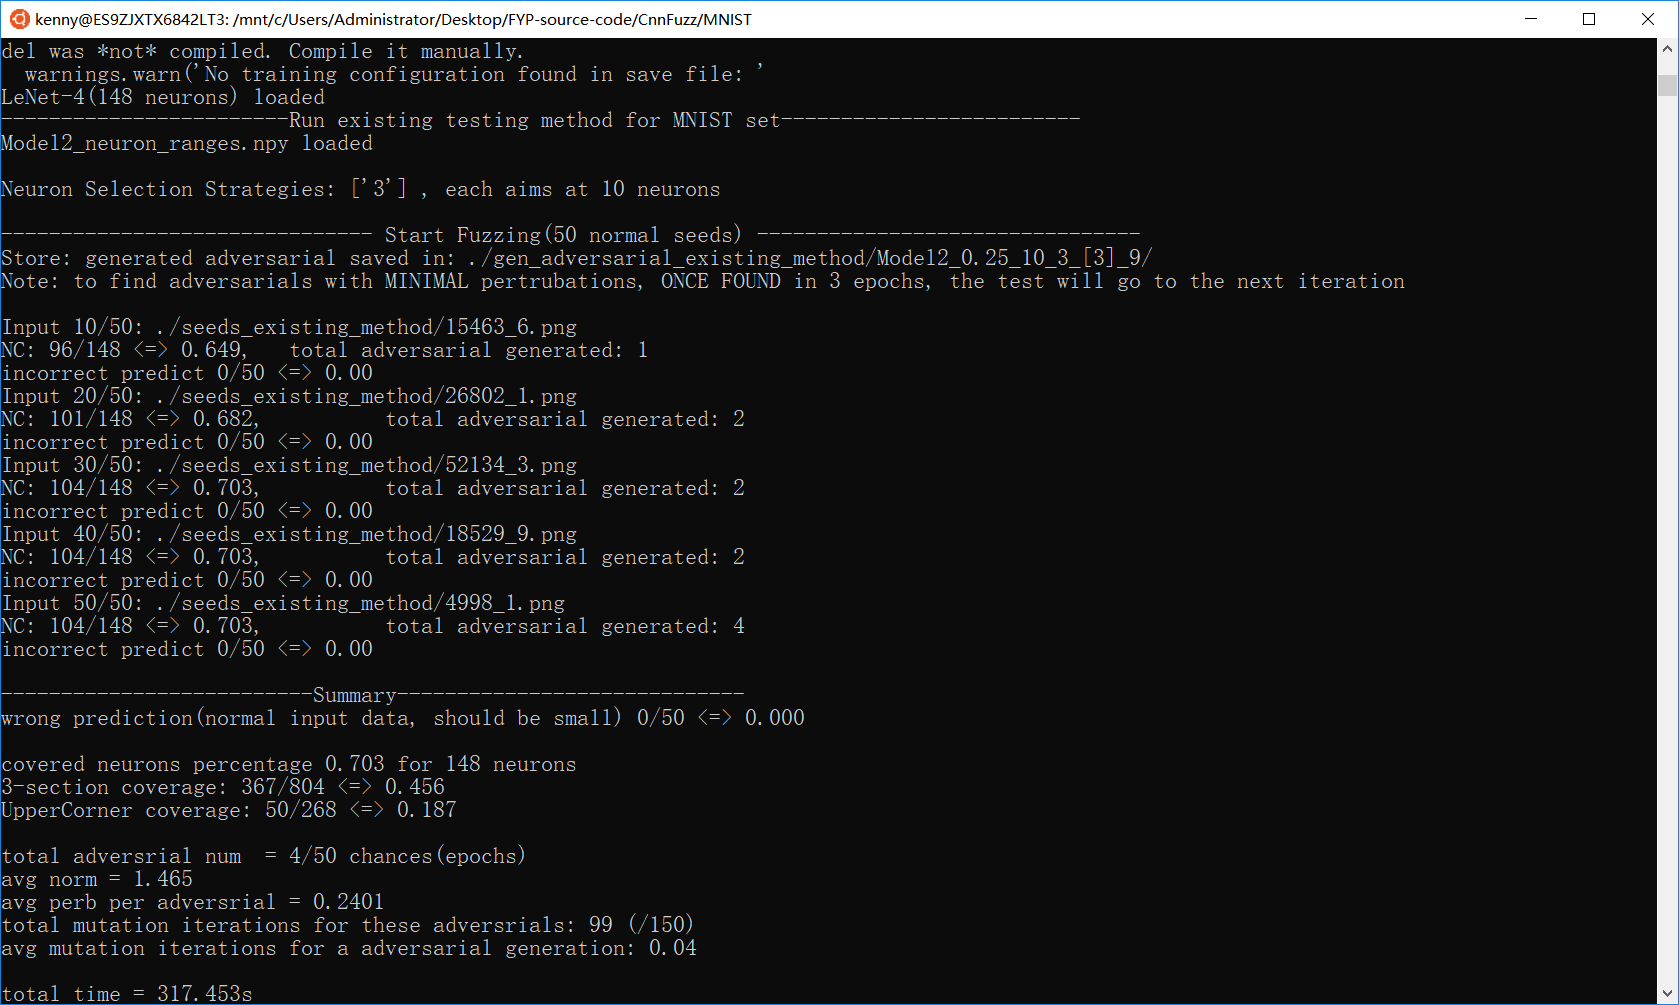 kenny@ES9ZJXTX6842LT3: /mnt/c/Users/Administrator/Desktop/FYP-source-code/CnnFuzz/MNIST
del was *not* compiled. Compile it manually.
  warnings.warn('No training configuration found in save file: '
LeNet-4(148 neurons) loaded
------------------------Run existing testing method for MNIST set-------------------------
Model2_neuron_ranges.npy loaded
Neuron Selection Strategies: ['3'] , each aims at 10 neurons
------------------------------- Start Fuzzing(50 normal seeds) --------------------------------
Store: generated adversarial saved in: ./gen_adversarial_existing_method/Model2_0.25_10_3_[3]_9/
Note: to find adversarials with MINIMAL pertrubations, ONCE FOUND in 3 epochs, the test will go to the next iteration
Input 10/50: ./seeds_existing_method/15463_6.png
NC: 96/148 <=> 0.649,   total adversarial generated: 1
incorrect predict 0/50 <=> 0.00
Input 20/50: ./seeds_existing_method/26802_1.png
NC: 101/148 <=> 0.682,          total adversarial generated: 2
incorrect predict 0/50 <=> 0.00
Input 30/50: ./seeds_existing_method/52134_3.png
NC: 104/148 <=> 0.703,          total adversarial generated: 2
incorrect predict 0/50 <=> 0.00
Input 40/50: ./seeds_existing_method/18529_9.png
NC: 104/148 <=> 0.703,          total adversarial generated: 2
incorrect predict 0/50 <=> 0.00
Input 50/50: ./seeds_existing_method/4998_1.png
NC: 104/148 <=> 0.703,          total adversarial generated: 4
incorrect predict 0/50 <=> 0.00
--------------------------Summary-----------------------------
wrong prediction(normal input data, should be small) 0/50 <=> 0.000
covered neurons percentage 0.703 for 148 neurons
3-section coverage: 367/804 <=> 0.456
UpperCorner coverage: 50/268 <=> 0.187
total adversrial num  = 4/50 chances(epochs)
avg norm = 1.465
avg perb per adversrial = 0.2401
total mutation iterations for these adversrials: 99 (/150)
avg mutation iterations for a adversarial generation: 0.04
total time = 317.453s